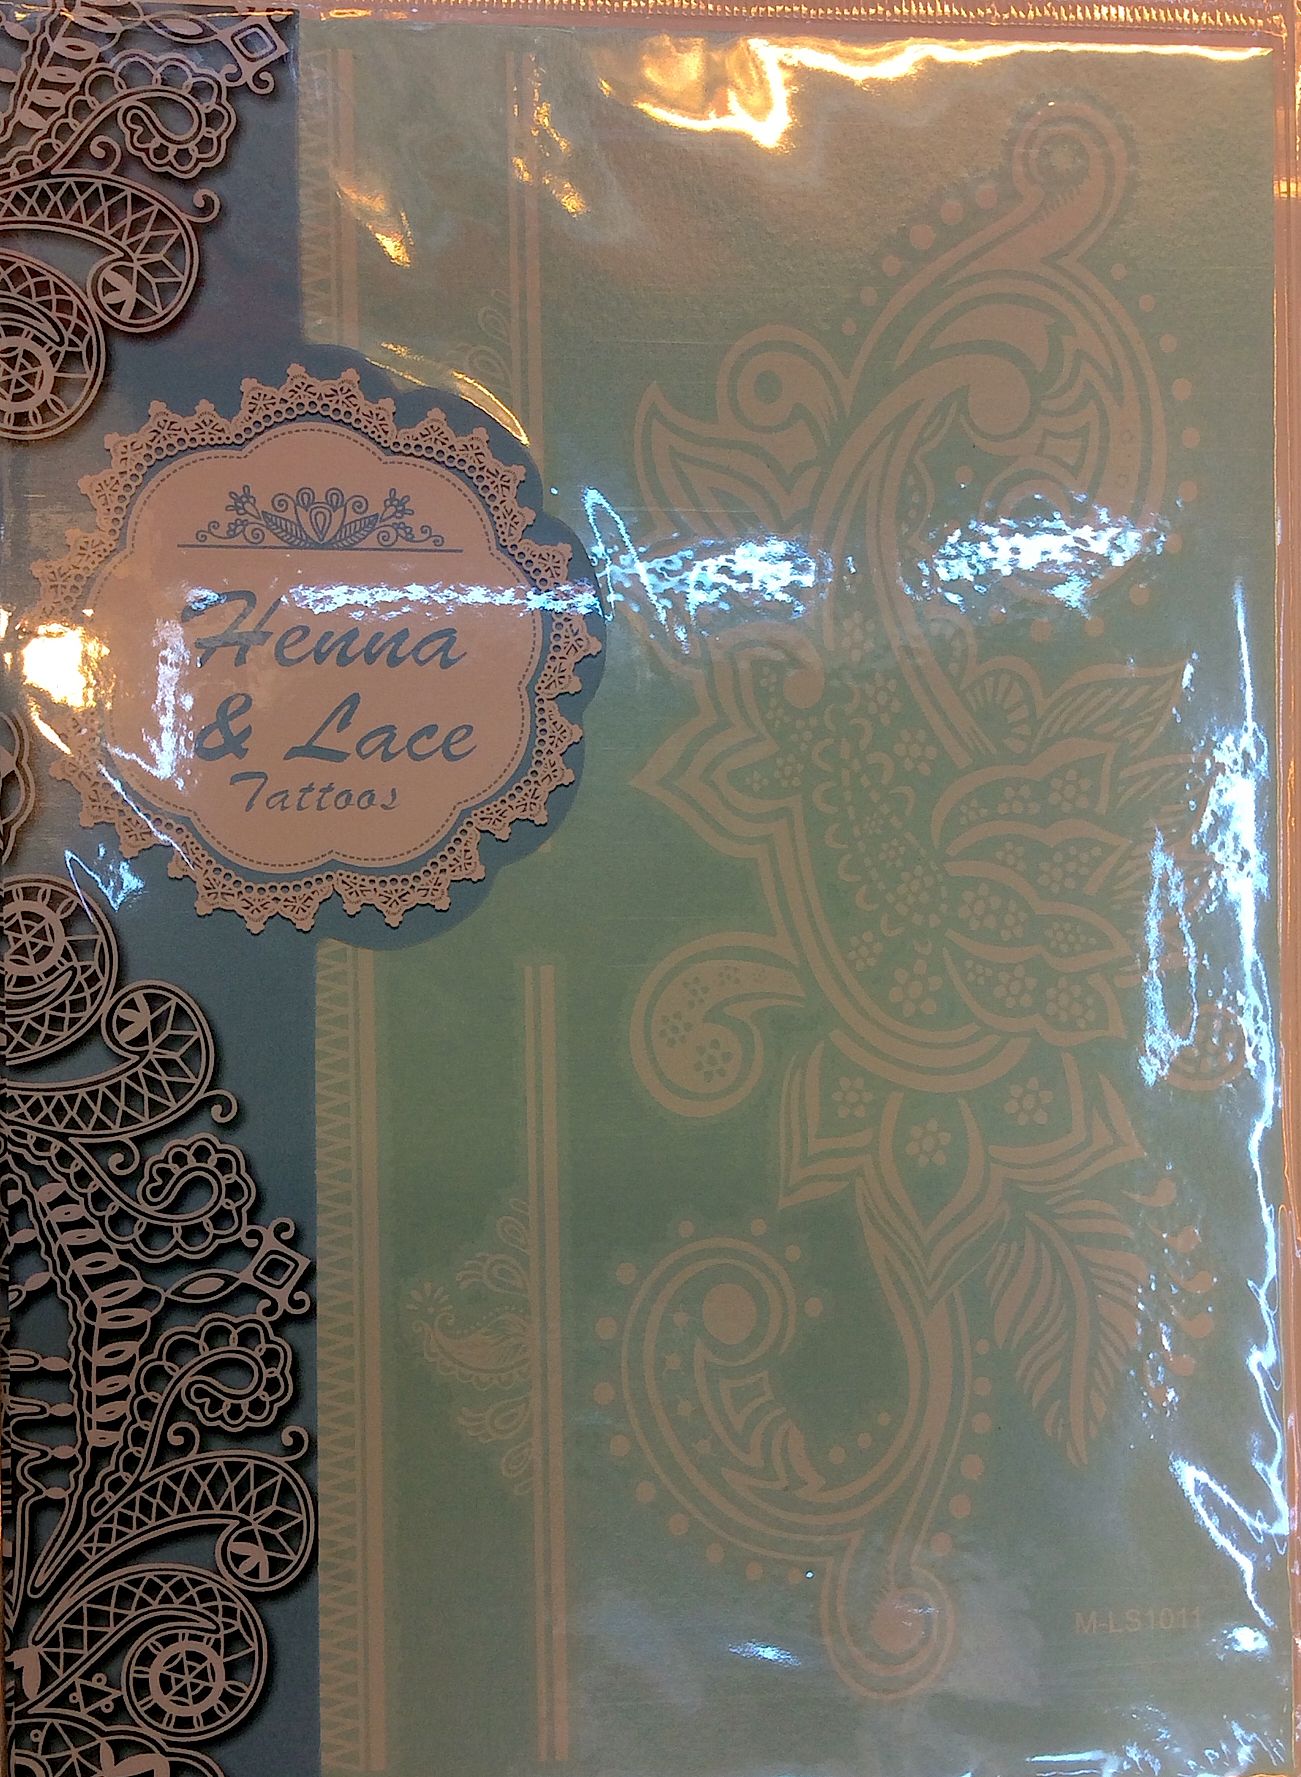 Henna
& Lace
Tattoos
M-LS1011